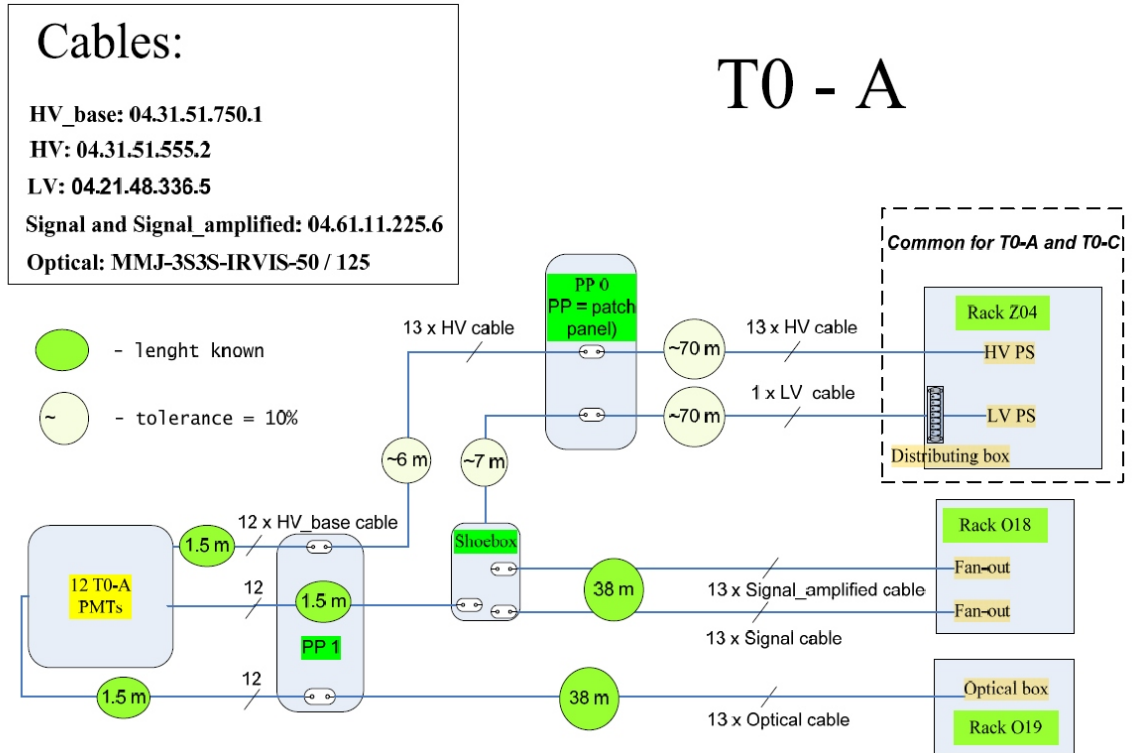 Cables:
HV_base: 04.31.51.750.1
HV: 04.31.51.555.2
LV: 04.21.48.336.5
Signal and Signal_amplified: 04.61.11.225.6
Optical: MMJ-3S3S-IRVIS-50 / 125
T0 - A
- lenght known
~
- tolerance = 10%
Common for T0-A and T0-C
Rack Z04
HV PS
LV PS
Distributing box
PP 0
PP = patch
panel)
13 x HV cable
~70 m
13 x HV cable
~70 m
1 x LV cable
~6 m
~7 m
12 x HV_base cable
1.5 m
Shoebox
12 T0-A
PMTs
12
1.5 m
PP 1
38 m
13 x Signal_amplified cable
13 x Signal cable
Rack O18
Fan-out
Fan-out
1.5 m
12
38 m
13 x Optical cable
Optical box
Rack O19